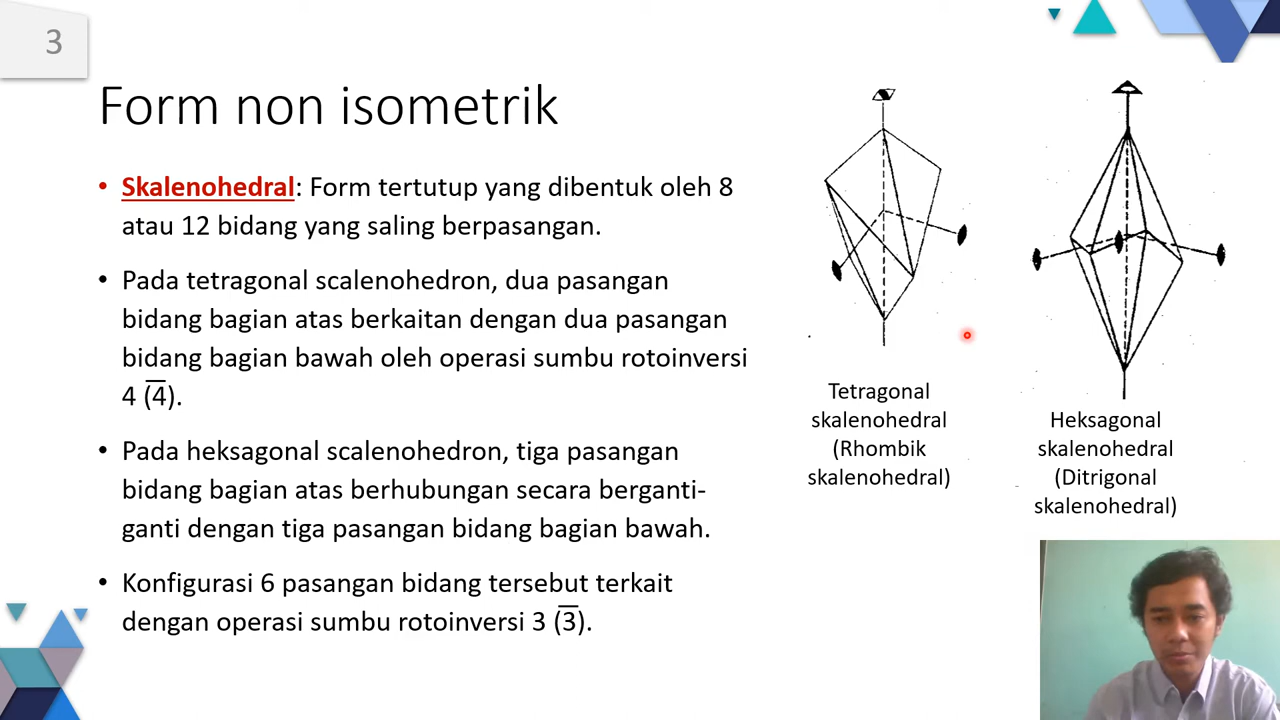 3
Form non isometrik
• Skalenohedral: Form tertutup yang dibentuk oleh 8
atau 12 bidang yang saling berpasangan.
• Pada tetragonal scalenohedron, dua pasangan
bidang bagian atas berkaitan dengan dua pasangan
bidang bagian bawah oleh operasi sumbu rotoinversi
4 (4̅).
• Pada heksagonal scalenohedron, tiga pasangan
bidang bagian atas berhubungan secara berganti-
ganti dengan tiga pasangan bidang bagian bawah.
• Konfigurasi 6 pasangan bidang tersebut terkait
dengan operasi sumbu rotoinversi 3 (3̅).
Tetragonal
skalenohedral
(Rhombik
skalenohedral)
Heksagonal
skalenohedral
(Ditrigonal
skalenohedral)